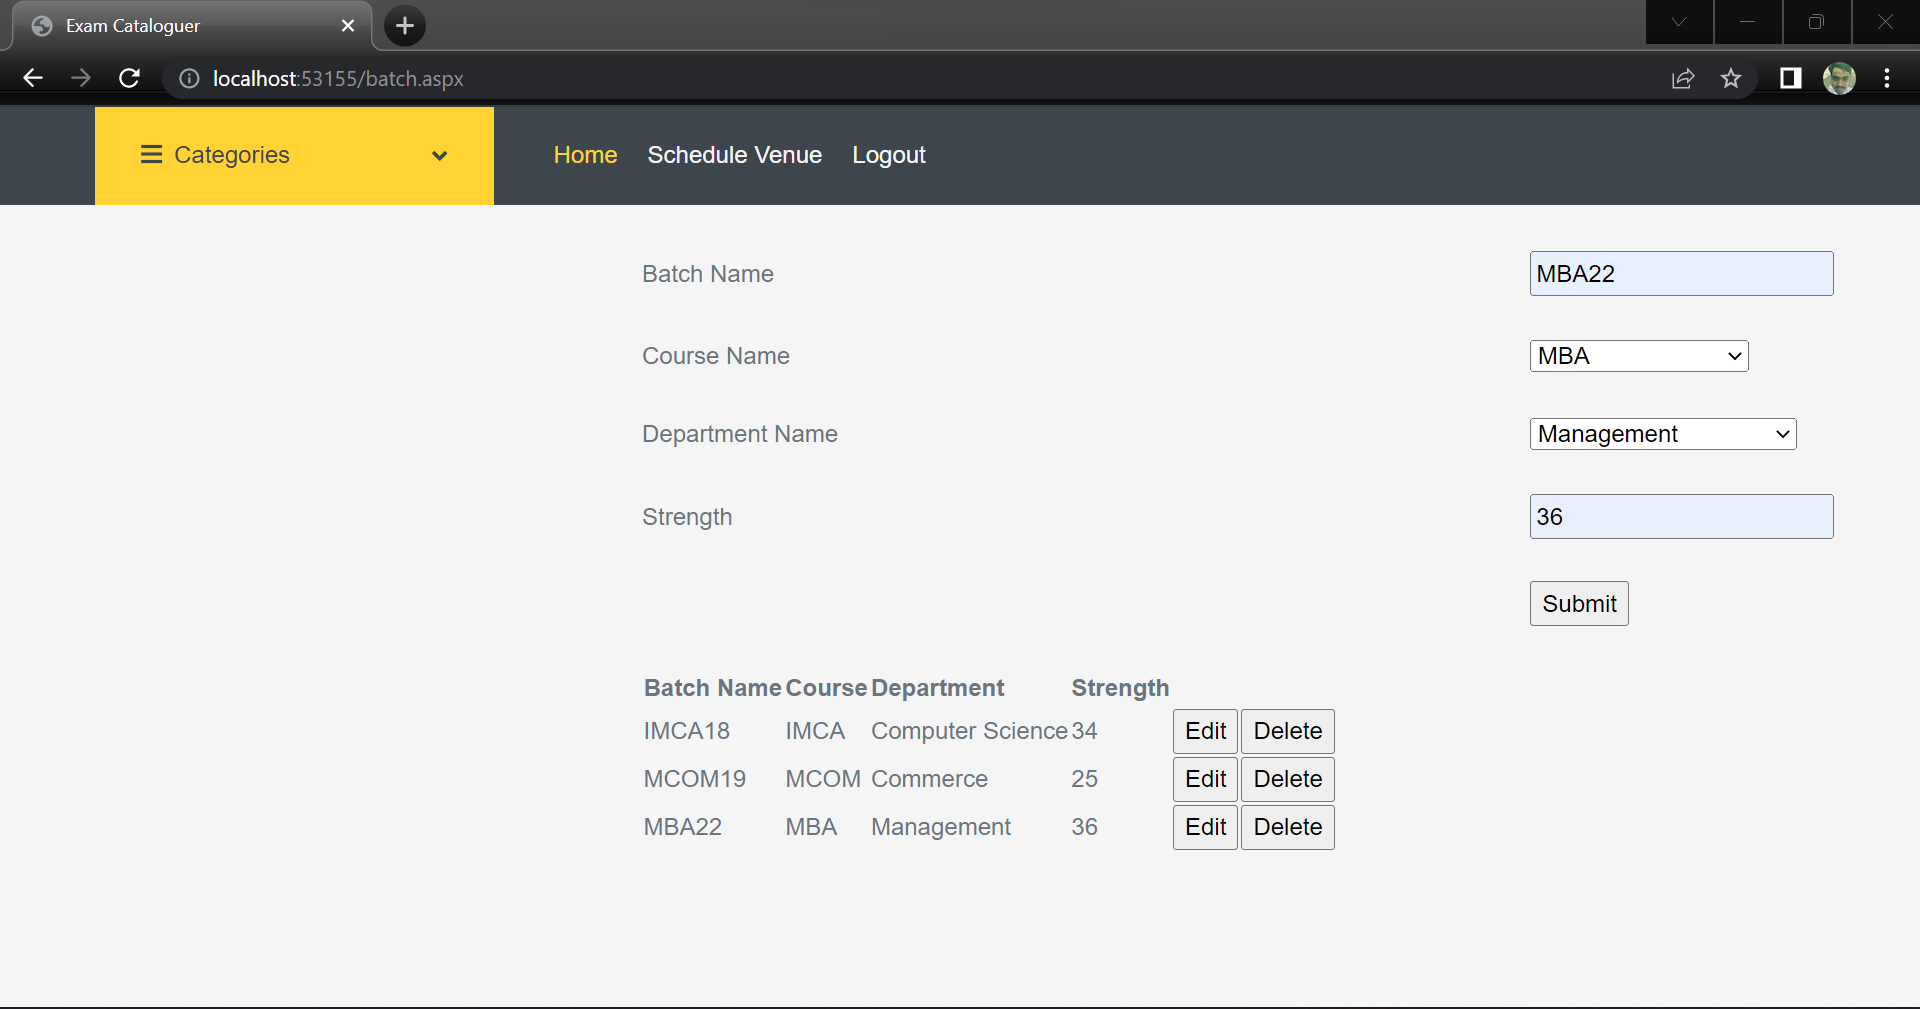 Exam Cataloguer
localhost:53155/batch.aspx
Categories Home Schedule Venue Logout
Batch Name MBA22
Course Name MBA
Department Name Management
Strength 36
Submit
Batch Name Course Department Strength
IMCA18 IMCA Computer Science 34 Edit Delete
MCOM19 MCOM Commerce 25 Edit Delete
MBA22 MBA Management 36 Edit Delete